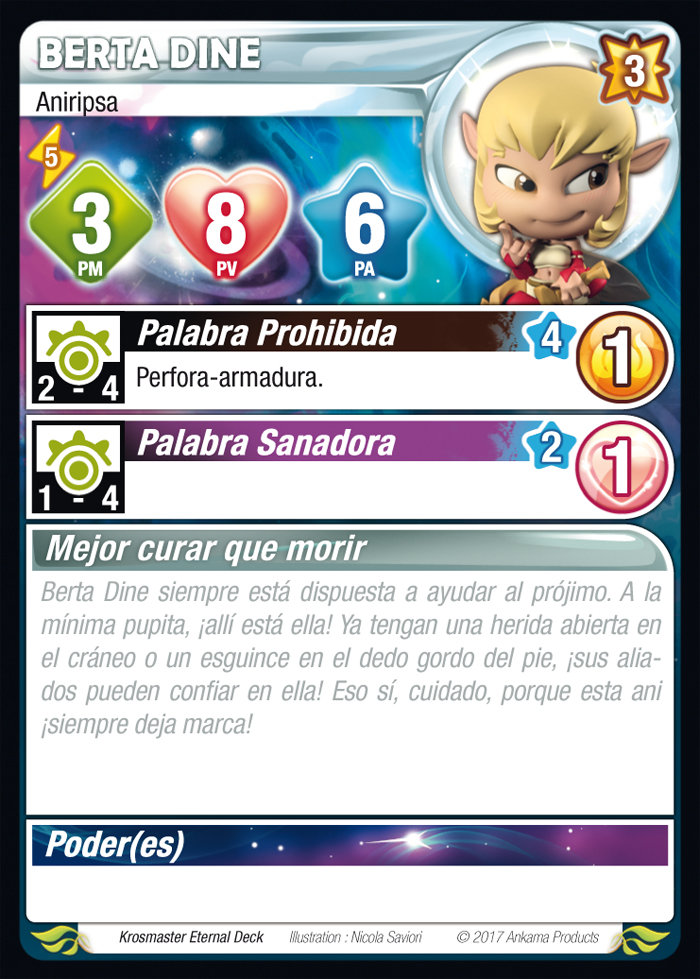 BERTA DINE
3
Aniripsa
5
3
PM
8
PV
6
PA
Palabra Prohibida
4
1
2 - 4
Perfora-armadura.
Palabra Sanadora
2
1
1 - 4
Mejor curar que morir
Berta Dine siempre está dispuesta a ayudar al prójimo. A la
mínima pupita, ¡allí está ella! Ya tengan una herida abierta en
el cráneo o un esguince en el dedo gordo del pie, ¡sus alia-
dos pueden confiar en ella! Eso sí, cuidado, porque esta ani
¡siempre deja marca!
Poder(es)
Krosmaster Eternal Deck Illustration : Nicola Saviori © 2017 Ankama Products